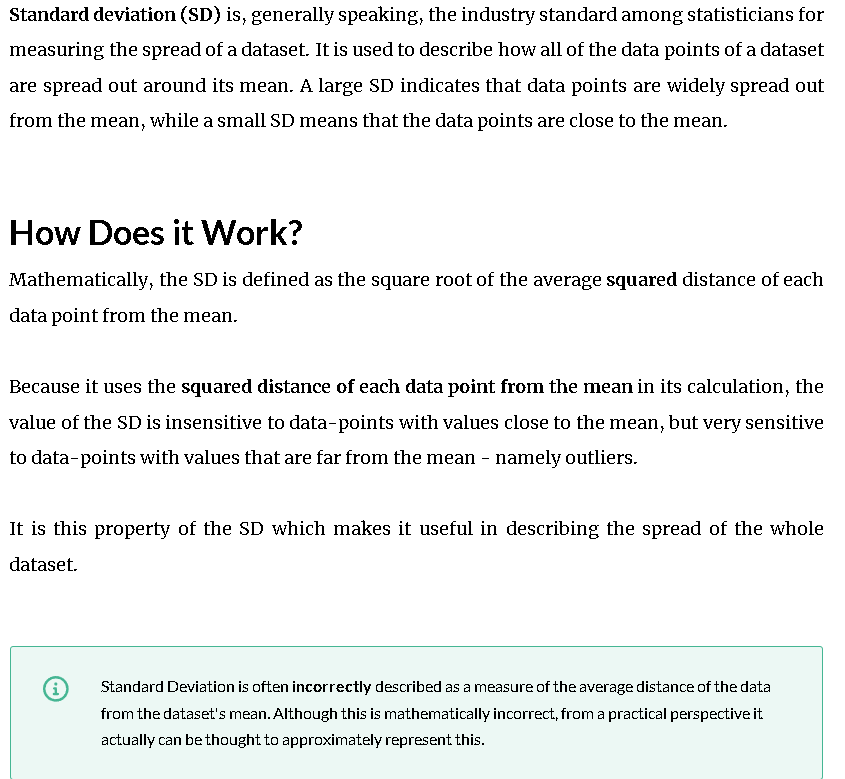 Standard deviation (SD) is, generally speaking, the industry standard among statisticians for
measuring the spread of a dataset. It is used to describe how all of the data points of a dataset
are spread out around its mean. A large SD indicates that data points are widely spread out
from the mean, while a small SD means that the data points are close to the mean.
How Does it Work?
Mathematically, the SD is defined as the square root of the average squared distance of each
data point from the mean.
Because it uses the squared distance of each data point from the mean in its calculation, the
value of the SD is insensitive to data-points with values close to the mean, but very sensitive
to data-points with values that are far from the mean - namely outliers.
It is this property of the SD which makes it useful in describing the spread of the whole
dataset.
Standard Deviation is often incorrectly described as a measure of the average distance of the data
from the dataset's mean. Although this is mathematically incorrect, from a practical perspective it
actually can be thought to approximately represent this.